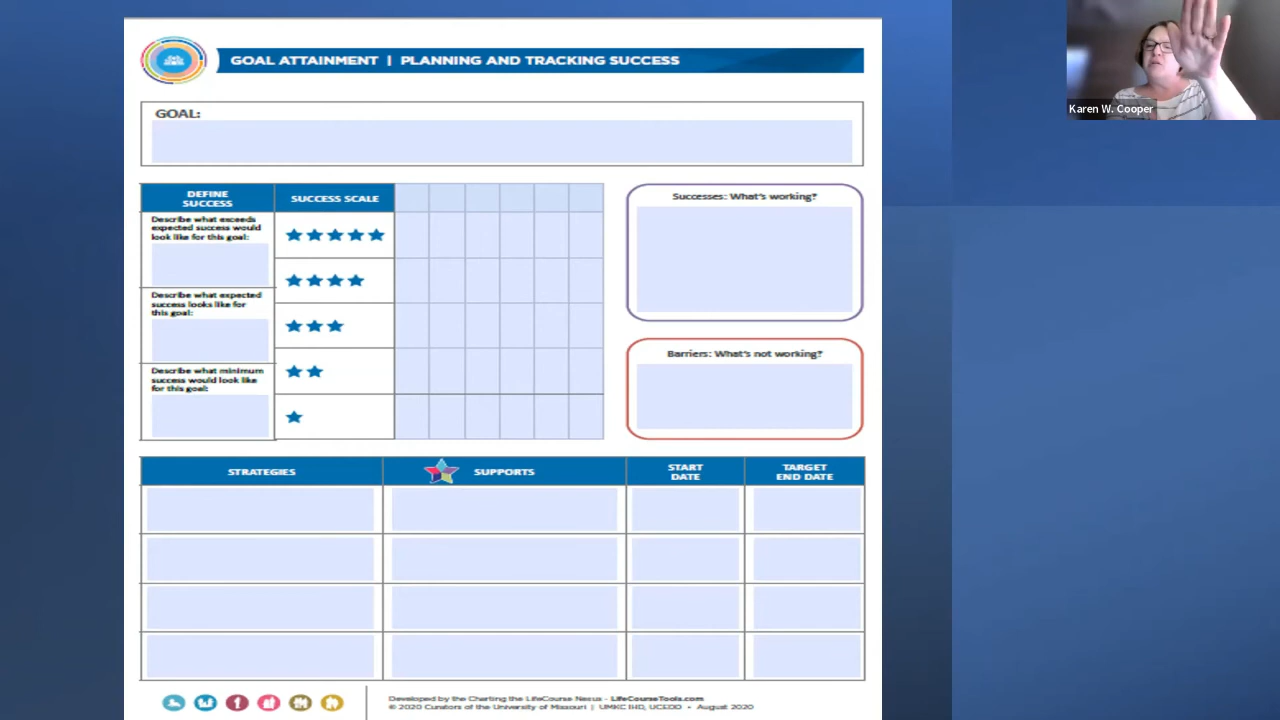 GOAL ATTAINMENT | PLANNING AND TRACKING SUCCESS
Karen W. Cooper
GOAL:
DEFINE
SUCCESS
SUCCESS SCALE
Describe what exceeds
expected success would
look like for this goal:
Describe what expected
success looks like for
this goal:
Describe what minimum
success would look like
for this goal:
Successes: What's working?
Barriers: What's not working?
STRATEGIES
SUPPORTS
START
DATE
TARGET
END DATE
Developed by the Charting the LifeCourse Nexus - LifeCourseTools.com
© 2020 Curators of the University of Missouri | UMKC IHD, UCEDD • August 2020